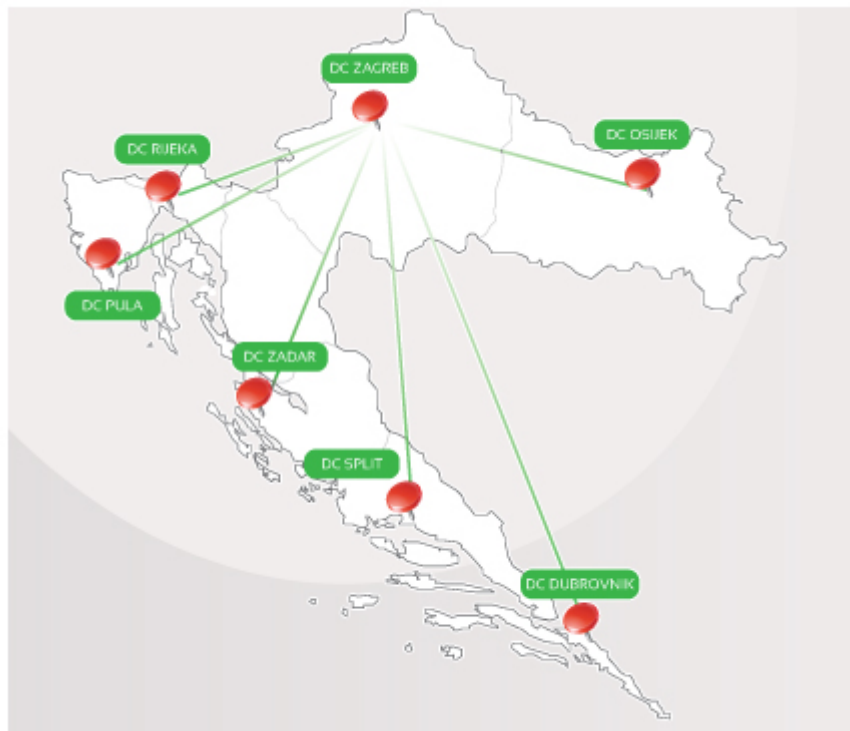 DC ZAGREB
DC OSIJEK
DC RIJEKA
DC PULA
DC ZADAR
DC SPLIT
DC DUBROVNIK